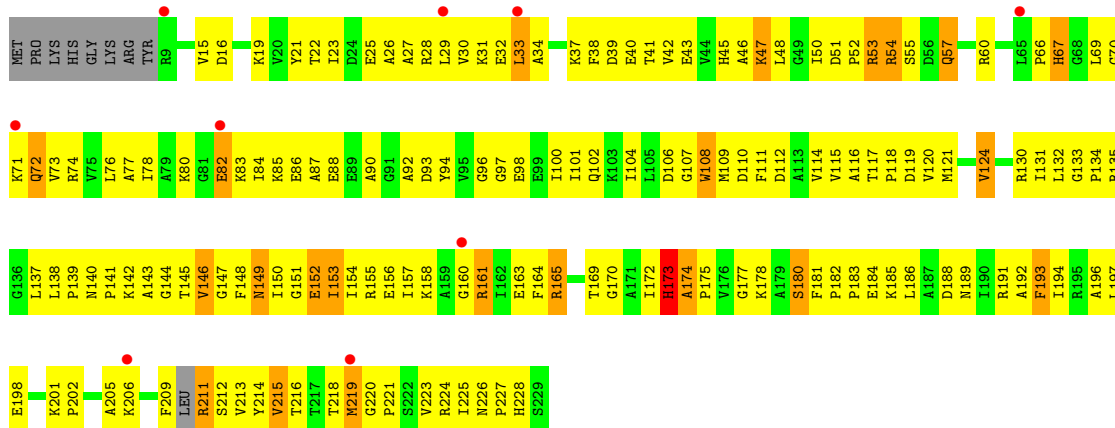 MET PRO LYS HIS GLY LYS ARG TYR R9 V15 D16 K19 V20 Y21 T22 I23 D24 E25 A26 A27 R28 L29 V30 K31 E32 L33 A34 K37 F38 D39 E40 T41 V42 E43 V44 H45 A46 K47 L48 G49 I50 D51 P52 R53 R54 S55 D56 Q57 R60 L65 P66 H67 G68 L69 G70
K71 Q72 V73 R74 V75 L76 A77 I78 A79 K80 G81 E82 K83 I84 K85 E86 A87 E88 E89 A90 G91 A92 D93 Y94 V95 G96 G97 E98 E99 I100 I101 Q102 K103 I104 L105 D106 G107 W108 M109 D110 F111 D112 A113 V114 V115 A116 T117 P118 D119 V120 M121 V124 R130 I131 L132 G133 P134 R135
G136 L137 L138 P139 N140 P141 K142 A143 G144 T145 V146 G147 F148 N149 I150 G151 E152 I153 I154 R155 E156 I157 K158 A159 G160 R161 I162 E163 F164 R165 T169 G170 A171 I172 H173 A174 P175 V176 G177 K178 A179 S180 F181 P182 P183 E184 K185 L186 A187 D188 N189 I190 R191 A192 F193 I194 R195 A196 L197
E198 K201 P202 A205 K206 F209 LEU R211 S212 V213 Y214 V215 T216 T217 T218 M219 G220 P221 S222 V223 R224 I225 N226 P227 H228 S229